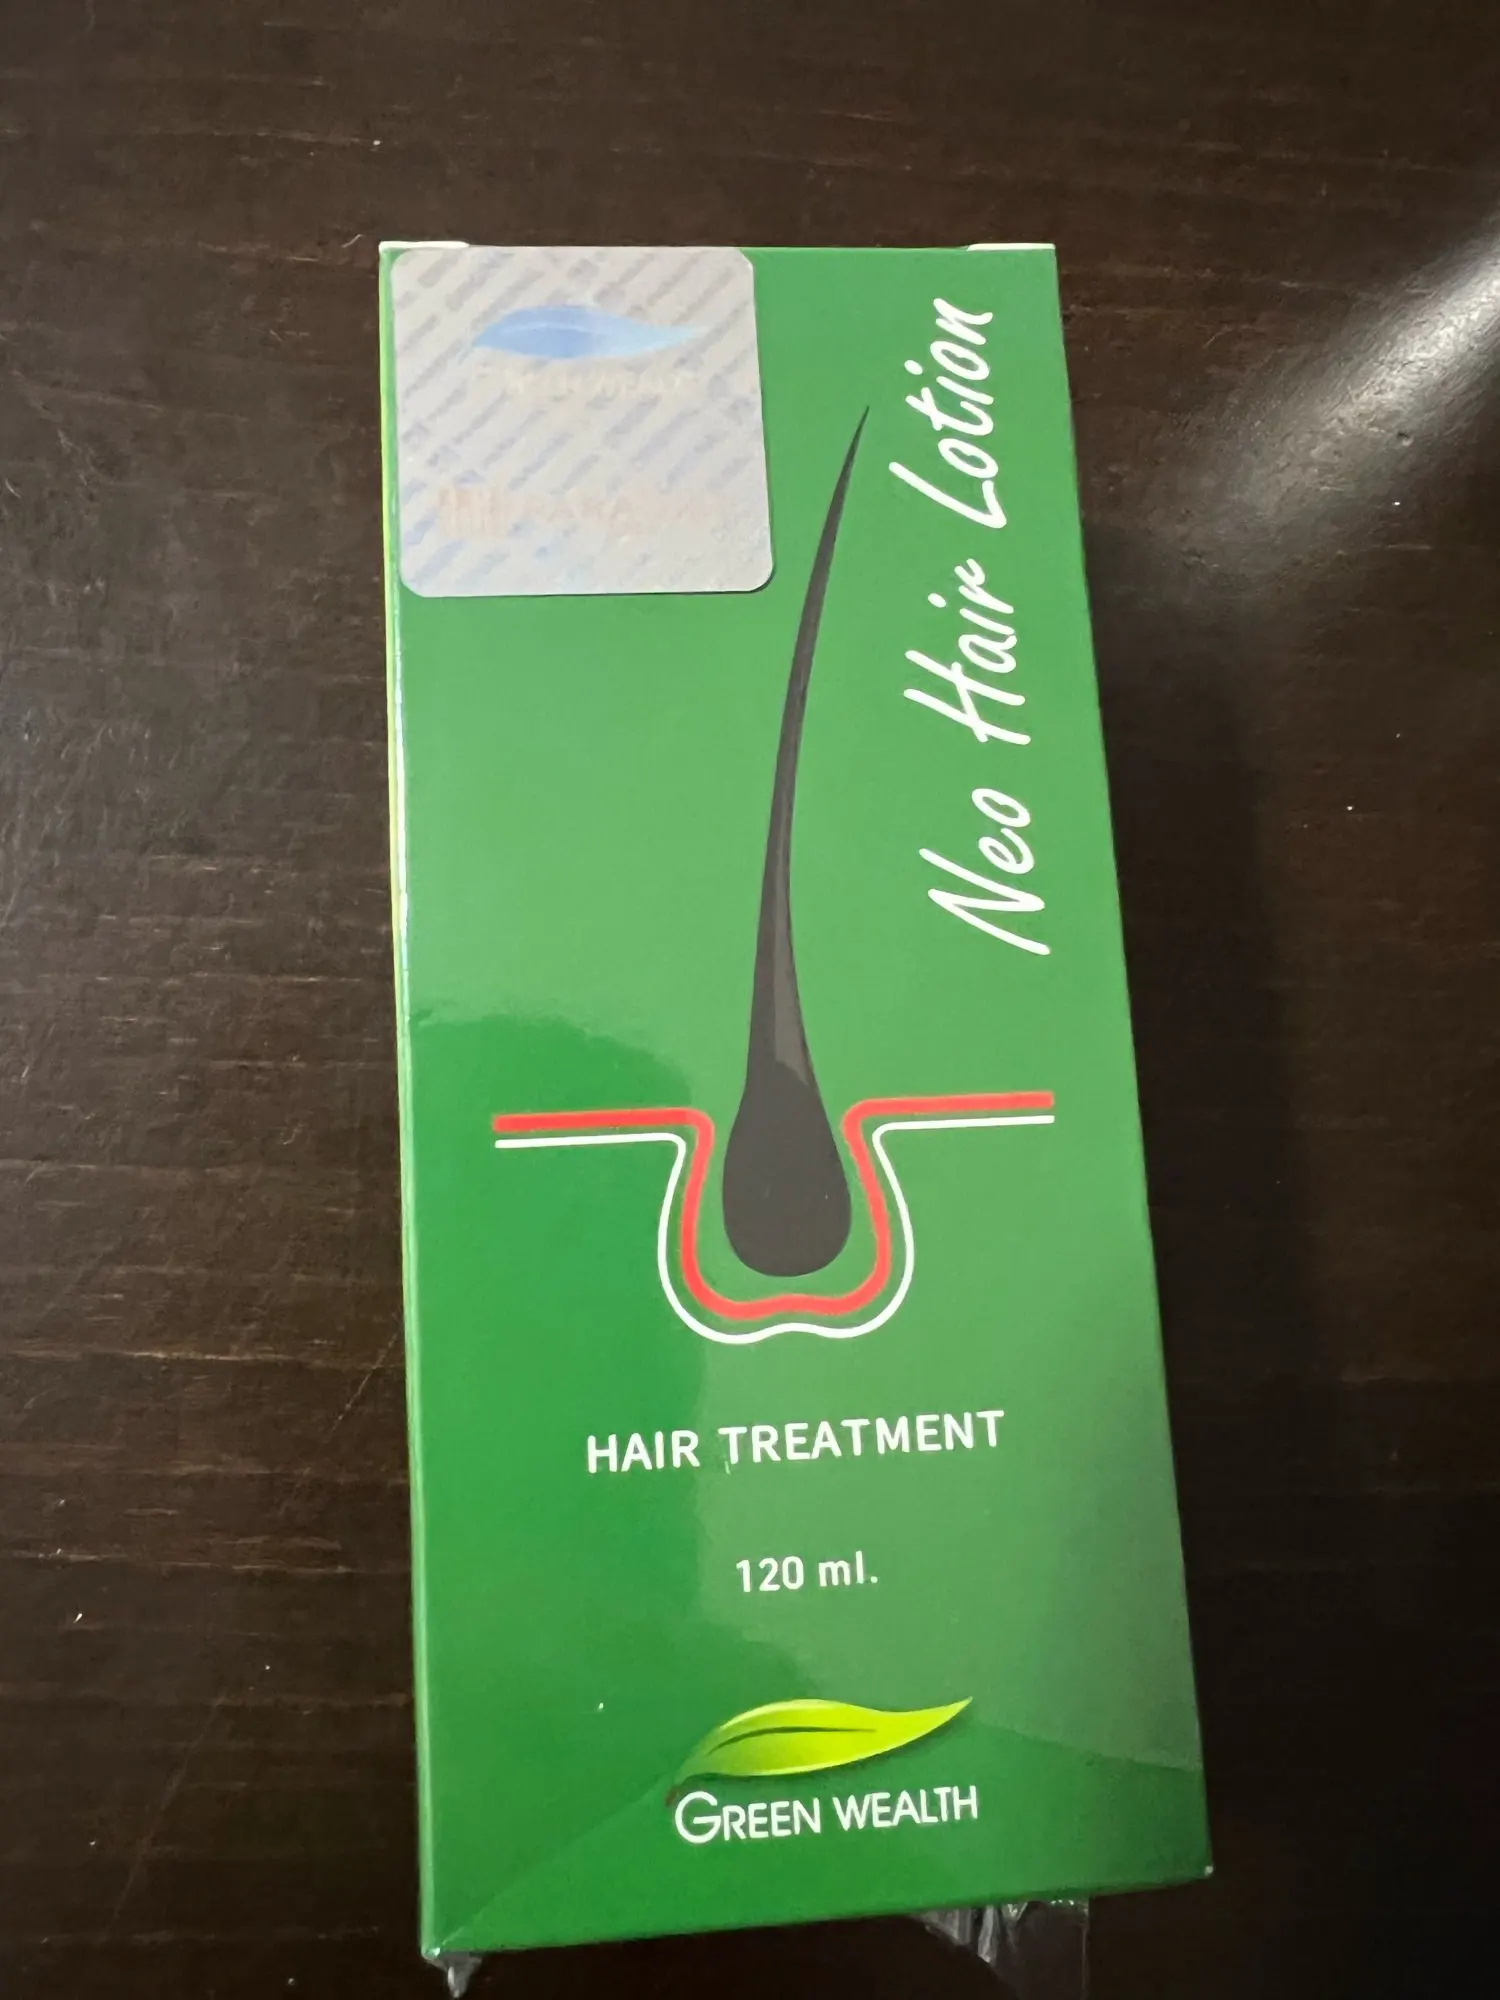 Neo Hair Lotion
HAIR TREATMENT
120 ml.
GREEN WEALTH